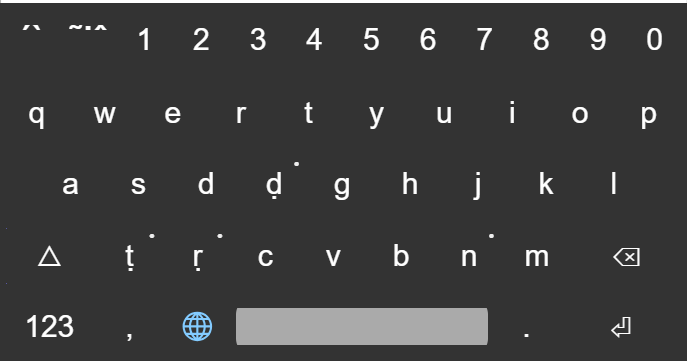 1 2 3 4 5 6 7 8 9 0
q w e r t y u i o p
a s d ḍ g h j k l
ṭ ṛ c v b n m
123 , .